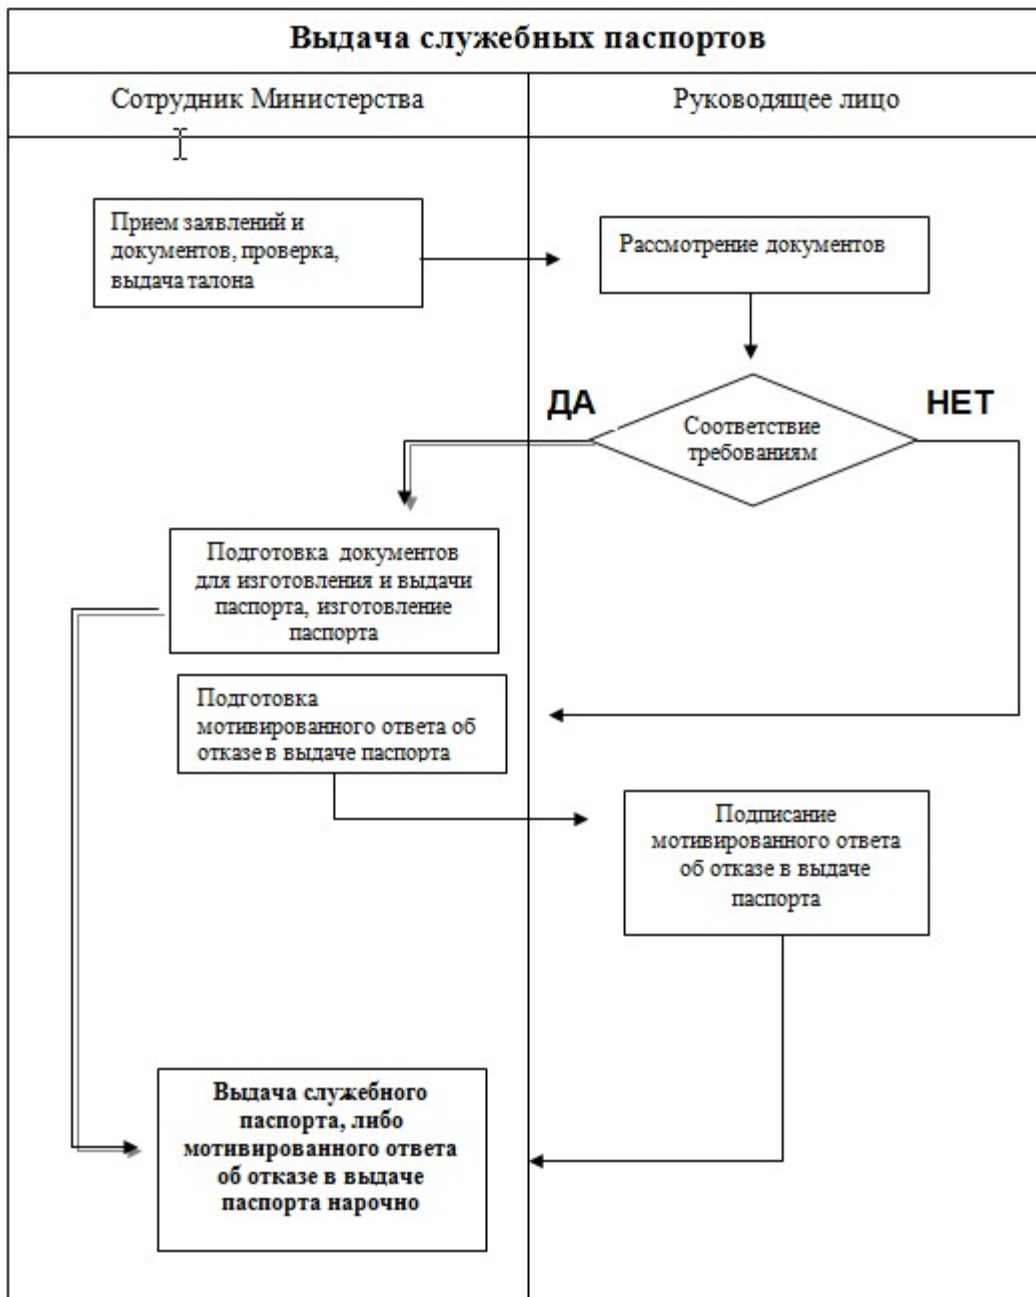 Выдача служебных паспортов
Сотрудник Министерства
Руководящее лицо
Прием заявлений и
документов, проверка,
выдача талона
Рассмотрение документов
ДА
НЕТ
Соответствие
требованиям
Подготовка документов
для изготовления и выдачи
паспорта, изготовление
паспорта
Подготовка
мотивированного ответа об
отказе в выдаче паспорта
Подписание
мотивированного ответа
об отказе в выдаче
паспорта
Выдача служебного
паспорта, либо
мотивированного ответа
об отказе в выдаче
паспорта нарочно